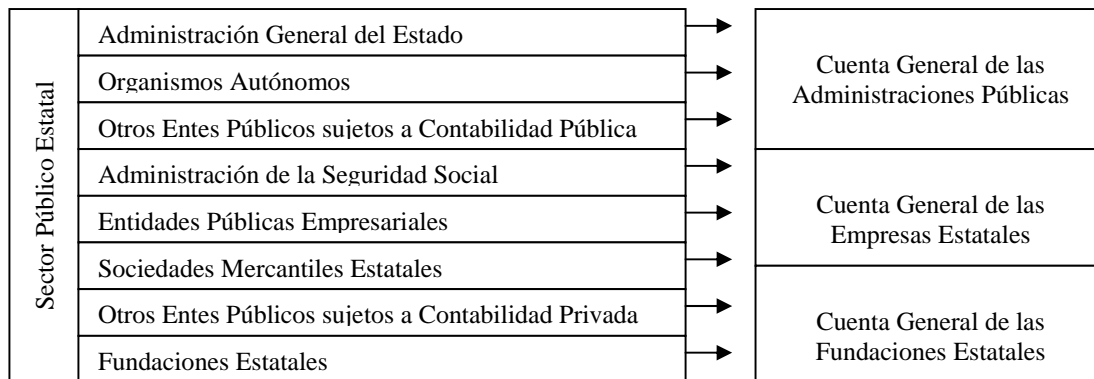 Sector Público Estatal
Administración General del Estado
Organismos Autónomos
Otros Entes Públicos sujetos a Contabilidad Pública
Administración de la Seguridad Social
Entidades Públicas Empresariales
Sociedades Mercantiles Estatales
Otros Entes Públicos sujetos a Contabilidad Privada
Fundaciones Estatales
Cuenta General de las
Administraciones Públicas
Cuenta General de las
Empresas Estatales
Cuenta General de las
Fundaciones Estatales